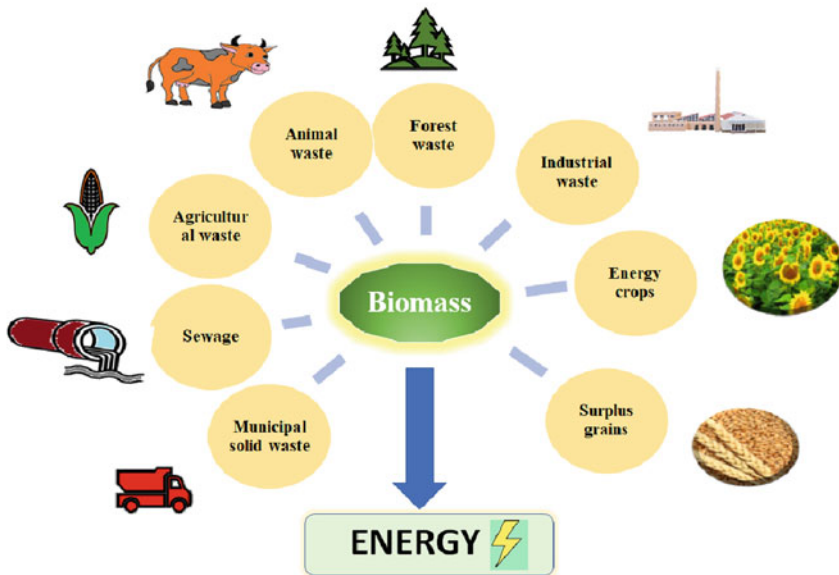 Animal
waste
Forest
waste
Industrial
waste
Agricultur
al waste
Energy
crops
Biomass
Sewage
Surplus
grains
Municipal
solid waste
ENERGY